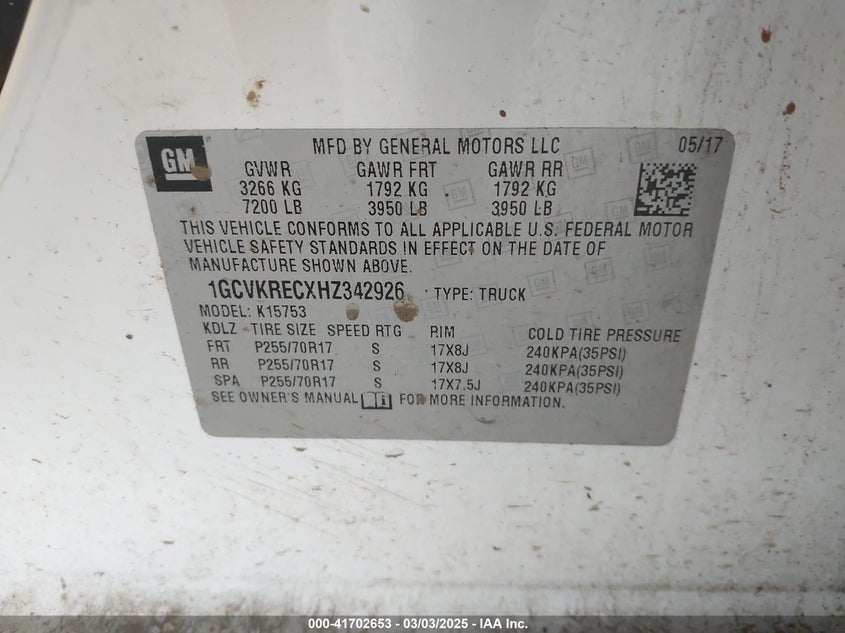 GM
MFD BY GENERAL MOTORS LLC 05/17
GVWR GAWR FRT GAWR RR
3266 KG 1792 KG 1792 KG
7200 LB 3950 LB 3950 LB
THIS VEHICLE CONFORMS TO ALL APPLICABLE U.S. FEDERAL MOTOR
VEHICLE SAFETY STANDARDS IN EFFECT ON THE DATE OF
MANUFACTURE SHOWN ABOVE.
1GCVKRECXHZ342926 TYPE: TRUCK
MODEL: K15753
KDLZ - TIRE SIZE SPEED RTG RIM COLD TIRE PRESSURE
FRT P255/70R17 S 17X8J 240KPA(35PSI)
RR P255/70R17 S 17X8J 240KPA(35PSI)
SPA P255/70R17 S 17X7.5J 240KPA(35PSI)
SEE OWNER'S MANUAL FOR MORE INFORMATION.
000-41702653 - 03/03/2025 - IAA Inc.